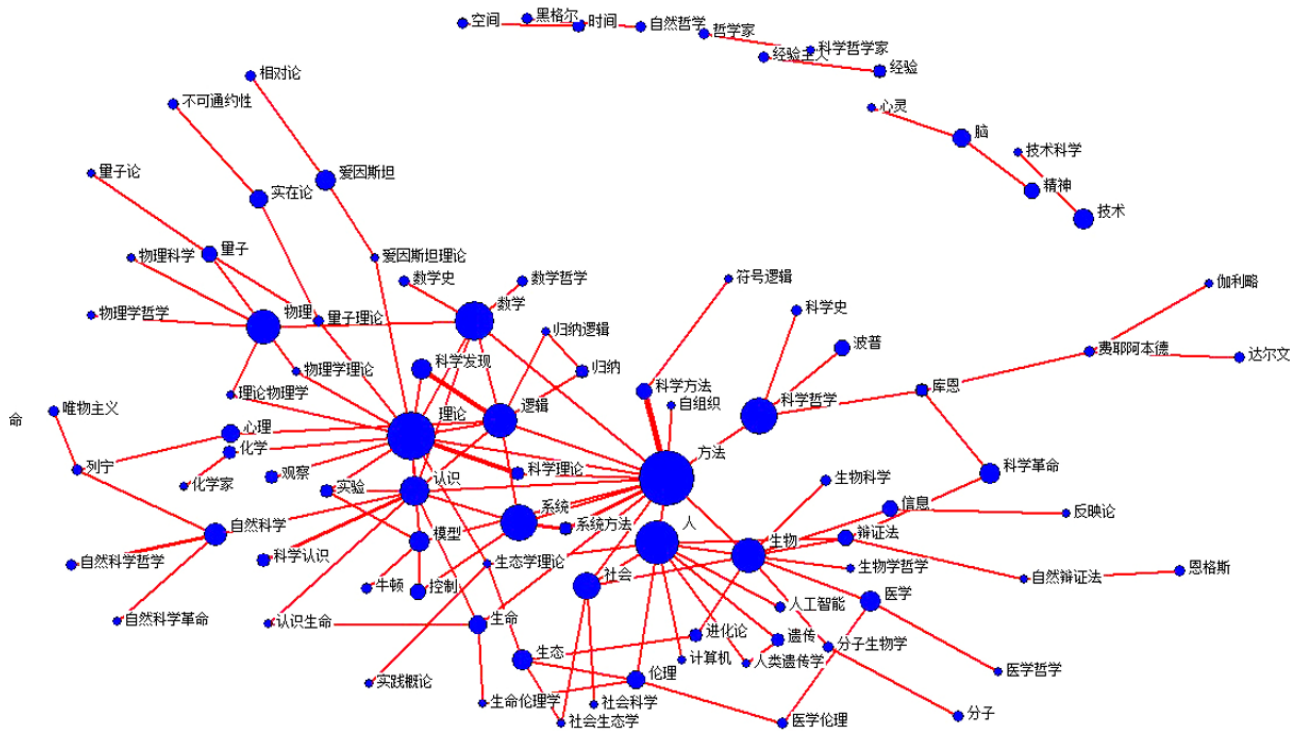 空间
黑格尔
时间
自然哲学
哲学家
科学哲学家
经验主人
经验
相对论
不可通约性
心灵
脑
技术科学
量子论
爱因斯坦
实在论
精神
技术
量子
物理科学
爱因斯坦理论
数学史
数学哲学
符号逻辑
伽利略
物理学哲学
物理
量子理论
数学
科学史
归纳逻辑
波普
费耶阿本德
达尔文
科学发现
归纳
物理学理论
理论物理学
科学方法
库恩
唯物主义
命
理论
逻辑
自组织
科学哲学
心理
化学
方法
列宁
观察
科学理论
科学革命
化学家
实验
认识
生物科学
系统
信息
反映论
自然科学
模型
系统方法
人
生物
辩证法
自然科学哲学
科学认识
生态学理论
生物学哲学
自然辩证法
恩格斯
牛顿
控制
社会
医学
人工智能
自然科学革命
认识生命
生命
进化论
遗传
分子生物学
生态
计算机
人类遗传学
医学哲学
实践概论
伦理
生命伦理学
社会科学
社会生态学
医学伦理
分子